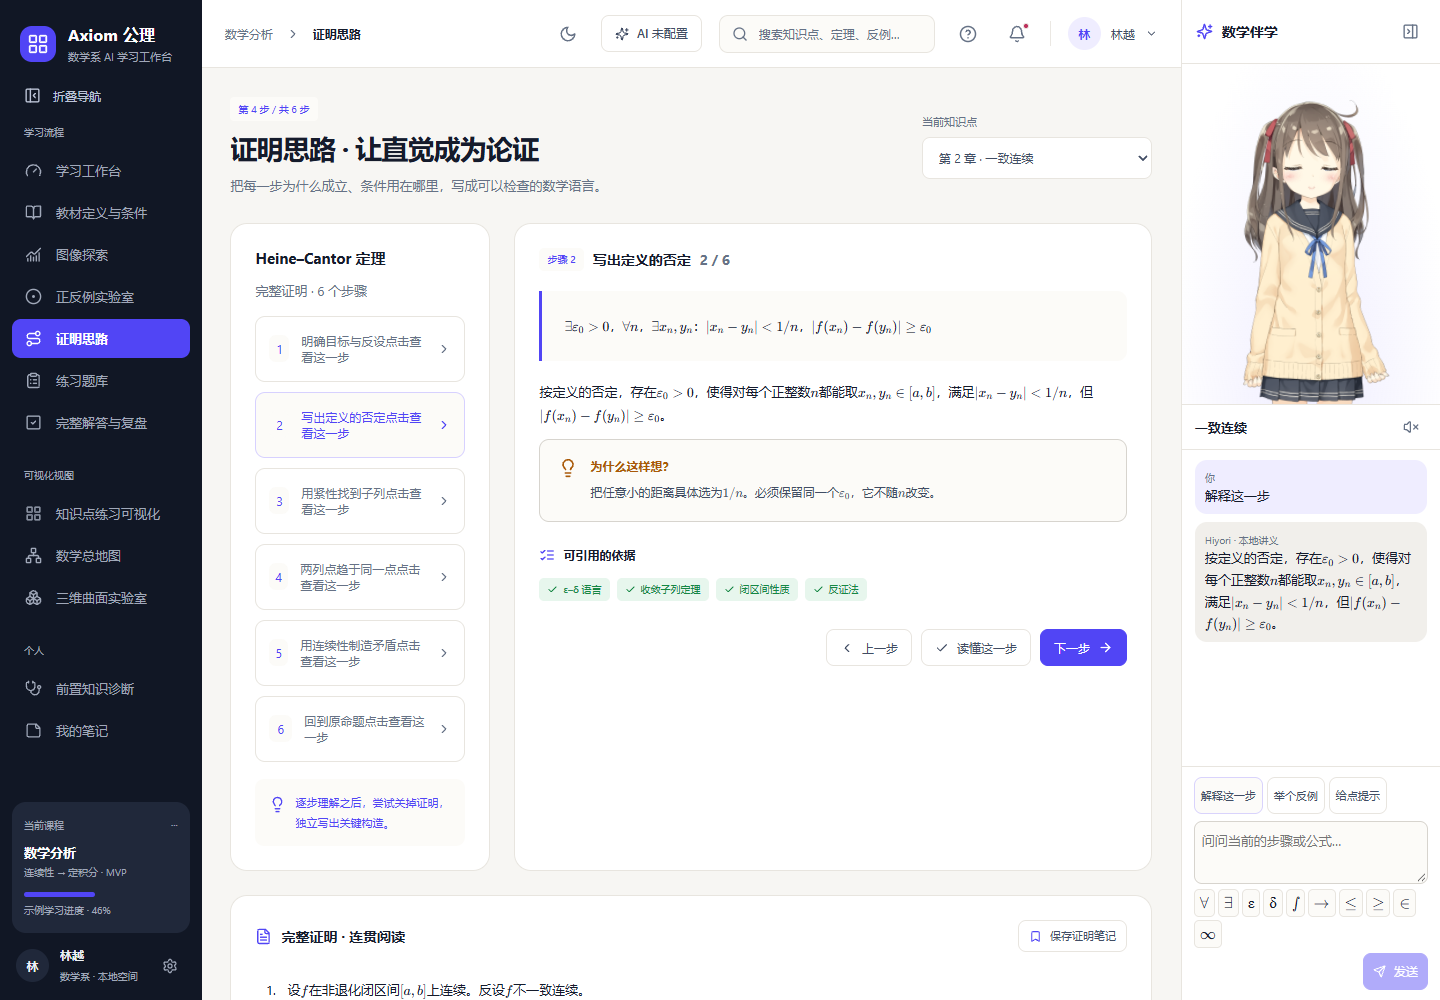 Axiom 公理
数学系 AI 学习工作台
折叠导航
学习流程
学习工作台
教材定义与条件
图像探索
正反例实验室
证明思路
练习题库
完整解答与复盘
可视化视图
知识点练习可视化
数学总地图
三维曲面实验室
个人
前置知识诊断
我的笔记
当前课程
...
数学分析
连续性 → 定积分 · MVP
示例学习进度 · 46%
林
林越
数学系 · 本地空间
数学分析 > 证明思路
AI 未配置
搜索知识点、定理、反例...
林 林越
第 4 步 / 共 6 步
证明思路 · 让直觉成为论证
把每一步为什么成立、条件用在哪里，写成可以检查的数学语言。
当前知识点
第 2 章 · 一致连续
Heine–Cantor 定理
完整证明 · 6 个步骤
1 明确目标与反设点击查
看这一步
2 写出定义的否定点击查
看这一步
3 用紧性找到子列点击查
看这一步
4 两列点趋于同一点点击
查看这一步
5 用连续性制造矛盾点击
查看这一步
6 回到原命题点击查看这
一步
逐步理解之后，尝试关掉证明，
独立写出关键构造。
步骤 2 写出定义的否定 2 / 6
∃ε₀ > 0，∀n，∃xₙ, yₙ：|xₙ − yₙ| < 1/n，|f(xₙ) − f(yₙ)| ≥ ε₀
按定义的否定，存在ε₀ > 0，使得对每个正整数n都能取xₙ, yₙ ∈ [a, b]，满足|xₙ − yₙ| < 1/n，但
|f(xₙ) − f(yₙ)| ≥ ε₀。
为什么这样想?
把任意小的距离具体选为1/n。必须保留同一个ε₀，它不随n改变。
可引用的依据
ε–δ 语言
收敛子列定理
闭区间性质
反证法
上一步
读懂这一步
下一步
完整证明 · 连贯阅读
保存证明笔记
1. 设f在非退化闭区间[a, b]上连续。反设f不一致连续。
数学伴学
一致连续
你
解释这一步
Hiyori · 本地讲义
按定义的否定，存在ε₀ > 0，使得对
每个正整数n都能取xₙ, yₙ ∈ [a, b]，
满足|xₙ − yₙ| < 1/n，但|f(xₙ) −
f(yₙ)| ≥ ε₀。
解释这一步
举个反例
给点提示
问问当前的步骤或公式...
∀ ∃ ε δ ∫ → ≤ ≥ ∈
∞
发送